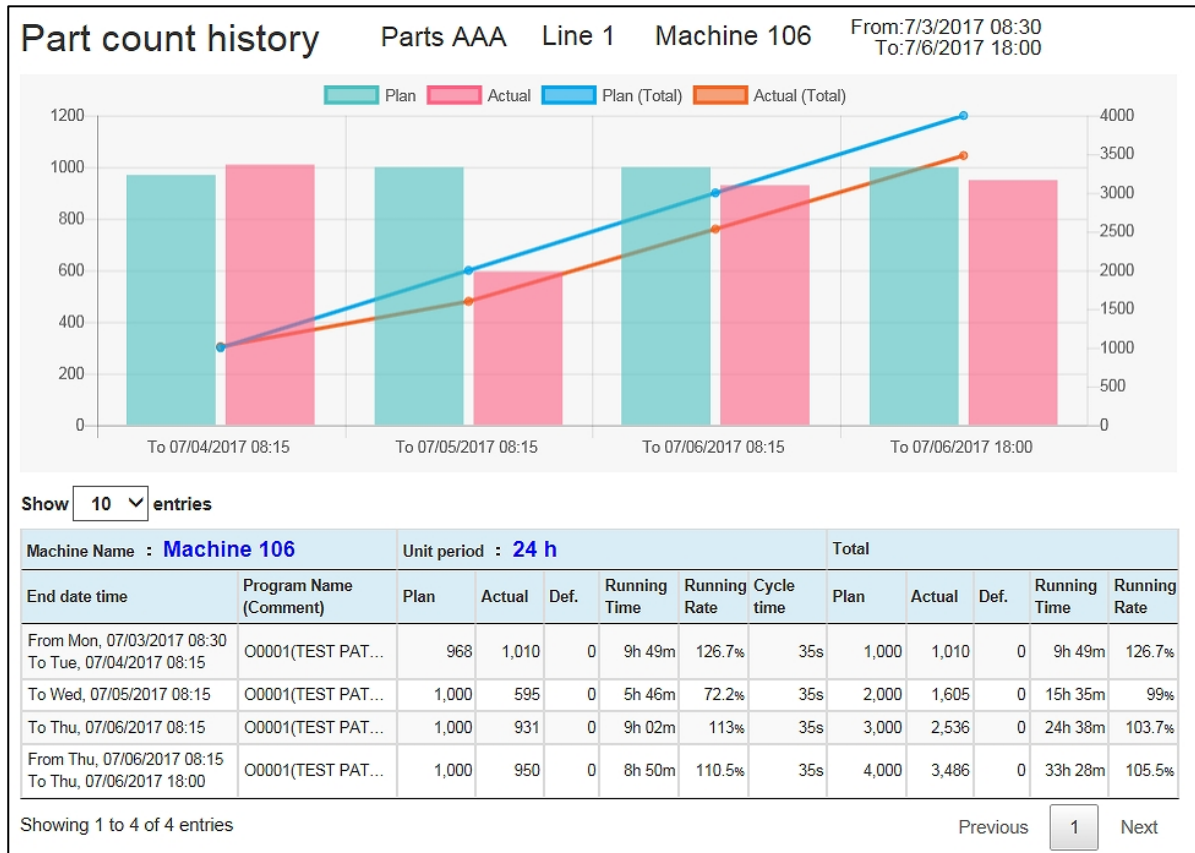 Part count history Parts AAA Line 1 Machine 106 From:7/3/2017 08:30
To:7/6/2017 18:00
Plan Actual Plan (Total) Actual (Total)
1200 4000
3500
1000
3000
800
2500
600 2000
1500
400
1000
200
500
0 0
To 07/04/2017 08:15 To 07/05/2017 08:15 To 07/06/2017 08:15 To 07/06/2017 18:00
Show 10 entries
Machine Name : Machine 106 Unit period : 24 h Total
End date time Program Name (Comment) Plan Actual Def. Running Time Running Rate Cycle time Plan Actual Def. Running Time Running Rate
From Mon, 07/03/2017 08:30
To Tue, 07/04/2017 08:15 O0001(TEST PAT... 968 1,010 0 9h 49m 126.7% 35s 1,000 1,010 0 9h 49m 126.7%
To Wed, 07/05/2017 08:15 O0001(TEST PAT... 1,000 595 0 5h 46m 72.2% 35s 2,000 1,605 0 15h 35m 99%
To Thu, 07/06/2017 08:15 O0001(TEST PAT... 1,000 931 0 9h 02m 113% 35s 3,000 2,536 0 24h 38m 103.7%
From Thu, 07/06/2017 08:15
To Thu, 07/06/2017 18:00 O0001(TEST PAT... 1,000 950 0 8h 50m 110.5% 35s 4,000 3,486 0 33h 28m 105.5%
Showing 1 to 4 of 4 entries Previous 1 Next